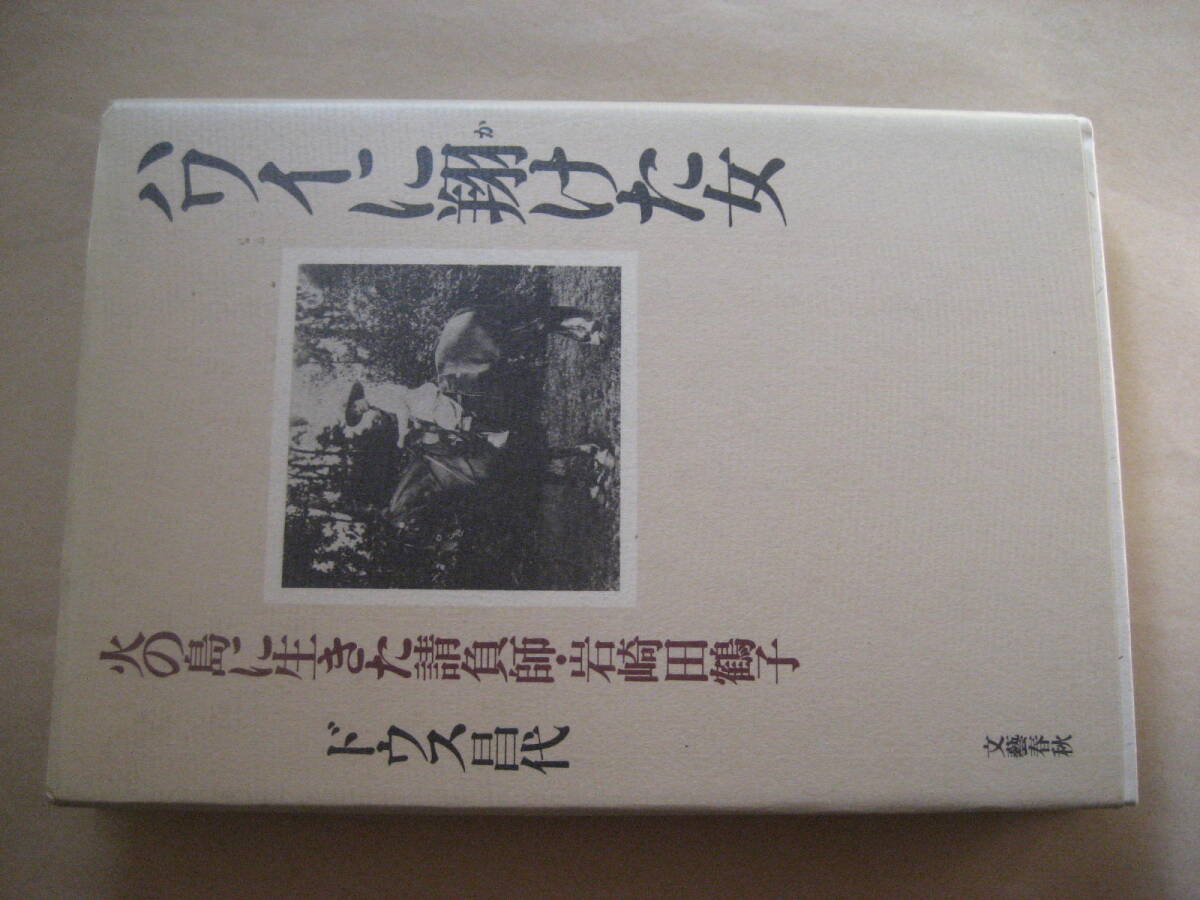 ハワイに翔けた女
か
火の島に生きた請負師・岩崎田鶴子
ドウス昌代
文藝春秋